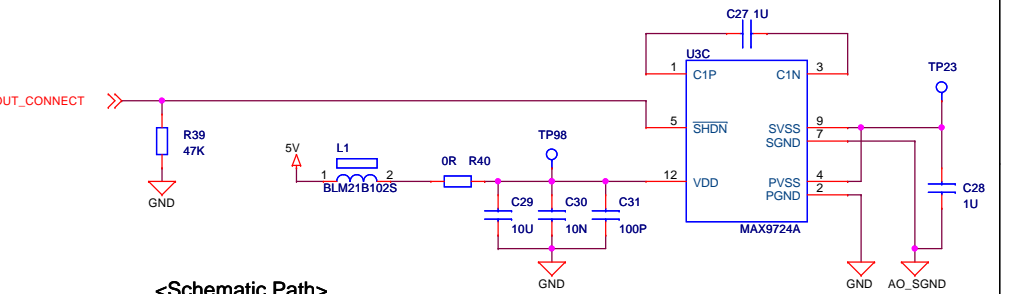 C27 1U
U3C
1 C1P C1N 3
TP23
OUT_CONNECT
R39
47K
GND
5 SHDN SVSS 9
SGND 7
5V
L1
1 2
BLM21B102S
0R R40
TP98
12 VDD PVSS 4
PGND 2
MAX9724A
C28
1U
C29
10U
C30
10N
C31
100P
GND
GND
AO_SGND
<Schematic Path>